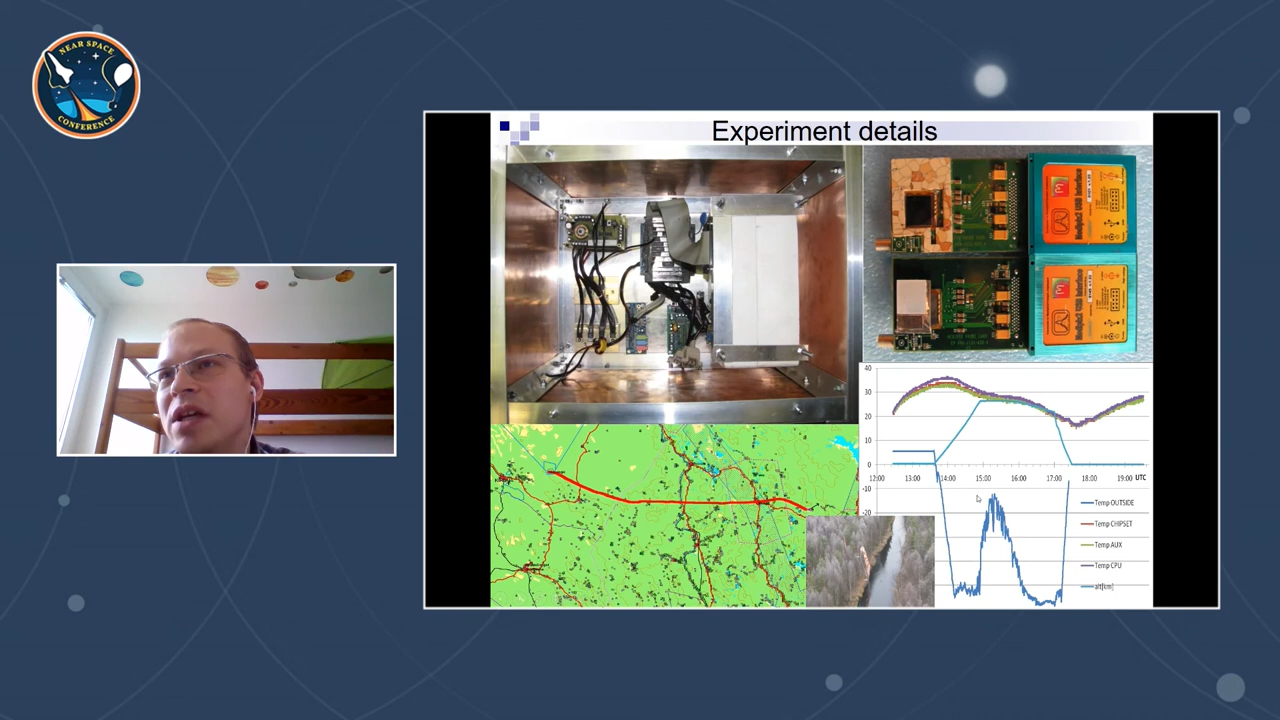 NEAR SPACE
CONFERENCE
Experiment details
Interface
Interface
40
30
20
10
0
-10
-20
12:00
13:00
14:00
15:00
16:00
17:00
18:00
19:00
UTC
Temp OUTSIDE
Temp CHIPSET
Temp AUX
Temp CPU
alt[km]